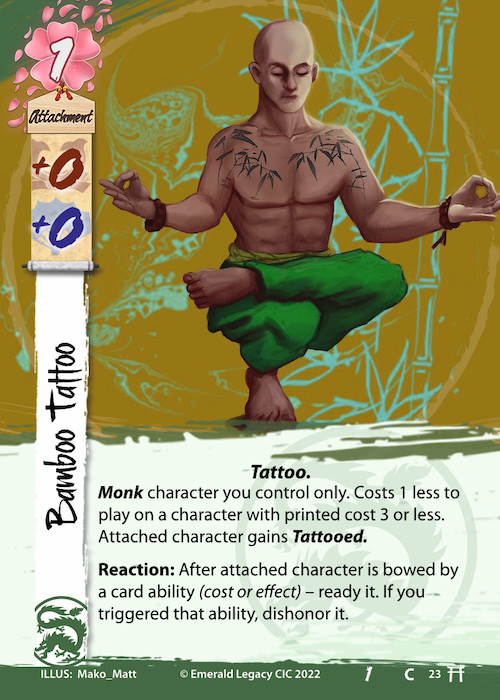 1
Attachment
+0
+0
Bamboo Tattoo
Tattoo.
Monk character you control only. Costs 1 less to
play on a character with printed cost 3 or less.
Attached character gains Tattooed.
Reaction: After attached character is bowed by
a card ability (cost or effect) – ready it. If you
triggered that ability, dishonor it.
ILLUS: Mako_Matt © Emerald Legacy CIC 2022 1 C 23